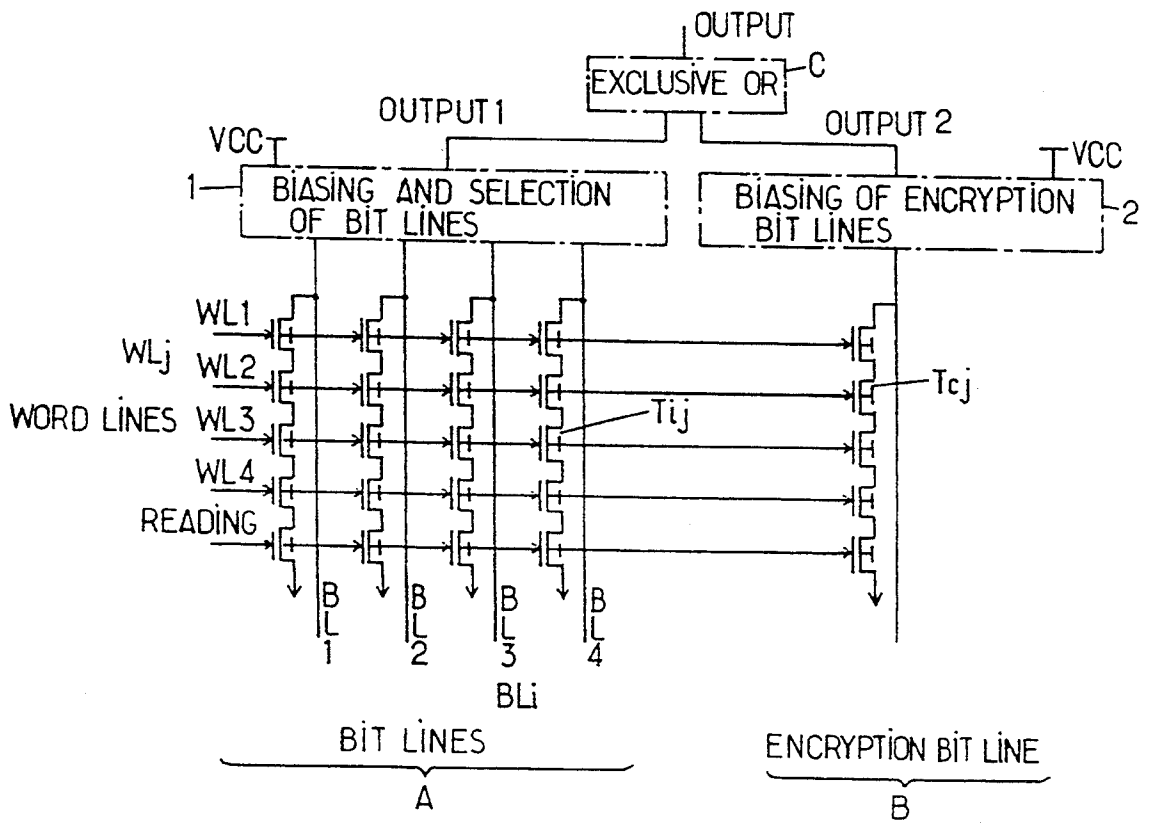 OUTPUT
EXCLUSIVE OR
C
OUTPUT 1
OUTPUT 2
VCC
VCC
1
BIASING AND SELECTION
OF BIT LINES
BIASING OF ENCRYPTION
BIT LINES
2
WL1
WLj
WL2
Tcj
WORD LINES
WL3
Tij
WL4
READING
BL1
BL2
BL3
BL4
BLi
BIT LINES
ENCRYPTION BIT LINE
A
B